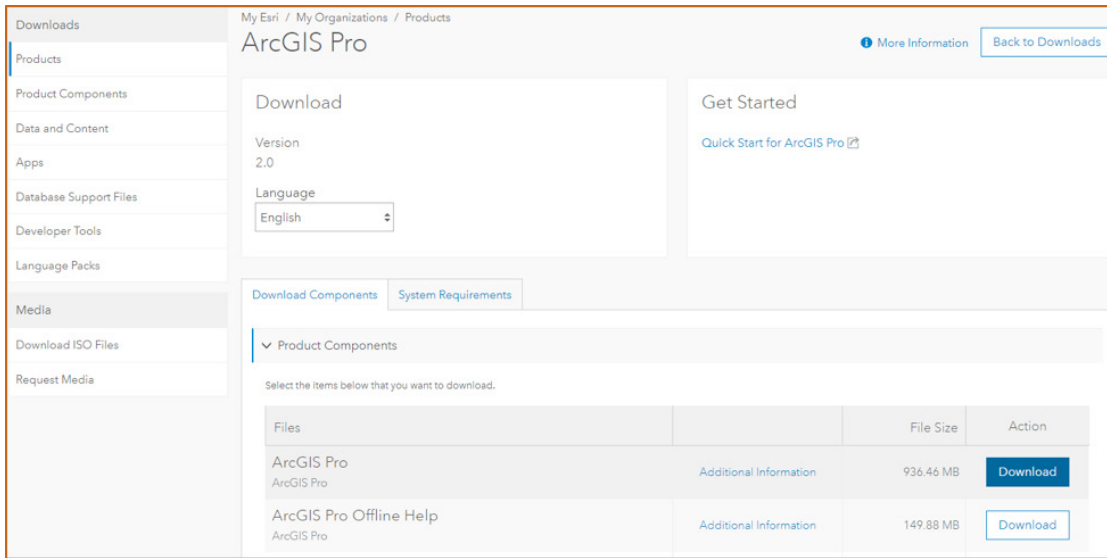 Downloads
Products
Product Components
Data and Content
Apps
Database Support Files
Developer Tools
Language Packs
Media
Download ISO Files
Request Media
My Esri / My Organizations / Products
ArcGIS Pro
More Information
Back to Downloads
Download
Version
2.0
Language
English
Get Started
Quick Start for ArcGIS Pro
Download Components System Requirements
Product Components
Select the items below that you want to download.
Files File Size Action
ArcGIS Pro
ArcGIS Pro
Additional Information 936.46 MB Download
ArcGIS Pro Offline Help
ArcGIS Pro
Additional Information 149.88 MB Download